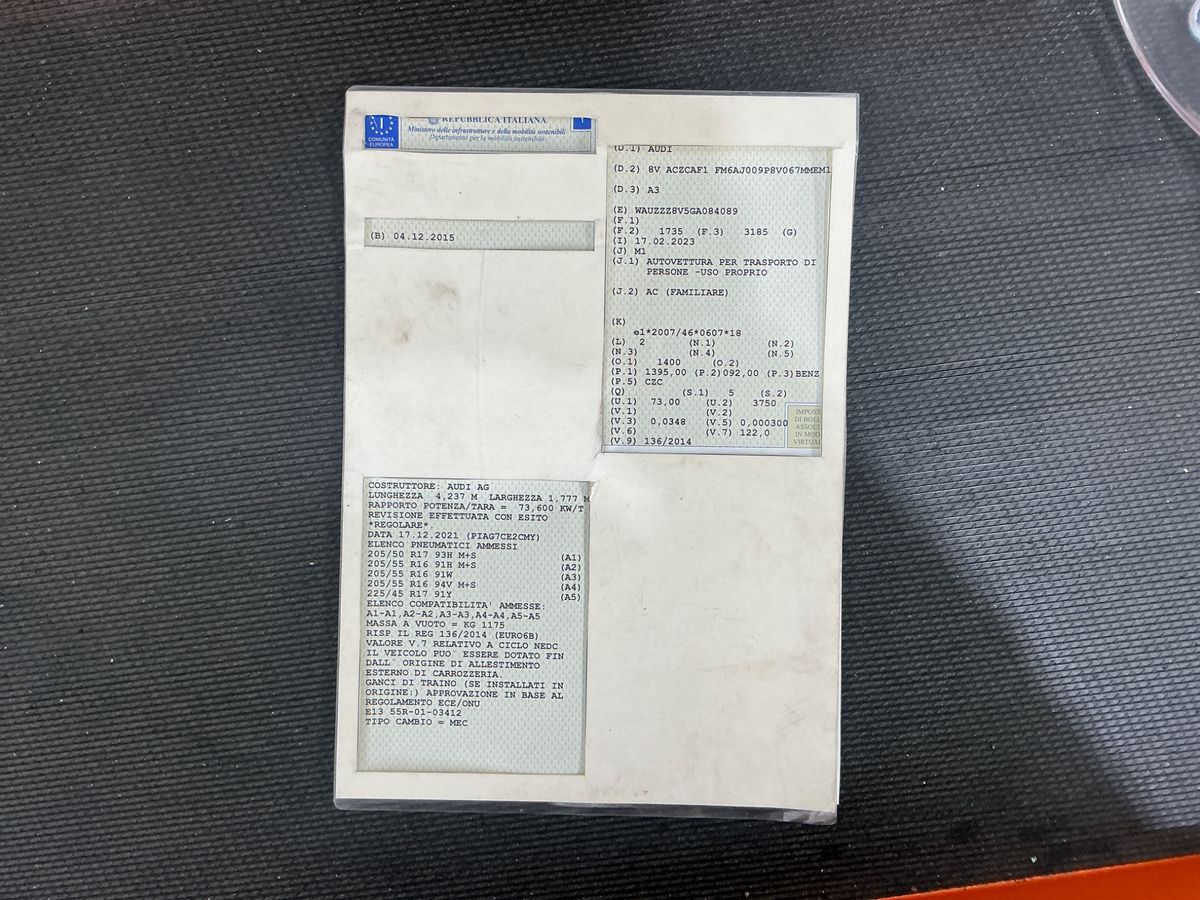 COMUNITÀ
EUROPEA
REPUBBLICA ITALIANA
Ministero delle infrastrutture e della mobilità sostenibili
Dipartimento per la mobilità sostenibile
(B) 04.12.2015
(D.1) AUDI
(D.2) 8V ACZCAF1 FM6AJ009P8V067MMEM1
(D.3) A3
(E) WAUZZZ8V5GA084089
(F.1)
(F.2) 1735 (F.3) 3185 (G)
(I) 17.02.2023
(J) M1
(J.1) AUTOVETTURA PER TRASPORTO DI
PERSONE -USO PROPRIO
(J.2) AC (FAMILIARE)
(K)
e1*2007/46*0607*18
(L) 2 (N.1) (N.2)
(N.3) (N.4) (N.5)
(O.1) 1400 (O.2)
(P.1) 1395,00 (P.2)092,00 (P.3)BENZ
(P.5) CZC
(Q) (S.1) 5 (S.2)
(U.1) 73,00 (U.2) 3750
(V.1) (V.2)
(V.3) 0,0348 (V.5) 0,000300
(V.6) (V.7) 122,0
(V.9) 136/2014
IMPOST
DI BOLL
ASSOLT
IN MOD
VIRTUAL
COSTRUTTORE: AUDI AG
LUNGHEZZA 4,237 M LARGHEZZA 1,777 M
RAPPORTO POTENZA/TARA = 73,600 KW/T
REVISIONE EFFETTUATA CON ESITO
*REGOLARE*.
DATA 17.12.2021 (PIAG7CE2CMY)
ELENCO PNEUMATICI AMMESSI
205/50 R17 93H M+S (A1)
205/55 R16 91H M+S (A2)
205/55 R16 91W (A3)
205/55 R16 94V M+S (A4)
225/45 R17 91Y (A5)
ELENCO COMPATIBILITA' AMMESSE:
A1-A1,A2-A2,A3-A3,A4-A4,A5-A5
MASSA A VUOTO = KG 1175
RISP IL REG 136/2014 (EURO6B)
VALORE V.7 RELATIVO A CICLO NEDC
IL VEICOLO PUO` ESSERE DOTATO FIN
DALL` ORIGINE DI ALLESTIMENTO
ESTERNO DI CARROZZERIA.
GANCI DI TRAINO (SE INSTALLATI IN
ORIGINE:) APPROVAZIONE IN BASE AL
REGOLAMENTO ECE/ONU
E13 55R-01-03412
TIPO CAMBIO = MEC